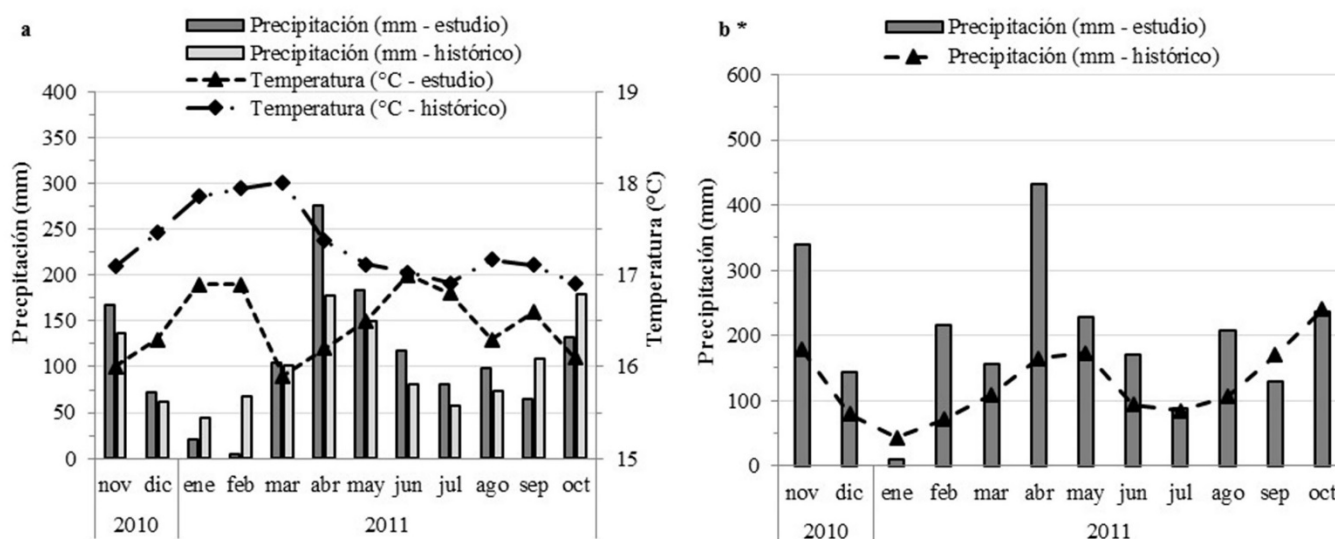 a
Precipitación (mm - estudio)
Precipitación (mm - histórico)
Temperatura (°C - estudio)
Temperatura (°C - histórico)
Precpitación (mm)
400
350
300
250
200
150
100
50
0
19
18
17
16
15
Temperatura (°C)
nov dic ene feb mar abr may jun jul ago sep oct
2010 2011
b *
Precipitación (mm - estudio)
Precipitación (mm - histórico)
Precipitación (mm)
600
500
400
300
200
100
0
nov dic ene feb mar abr may jun jul ago sep oct
2010 2011